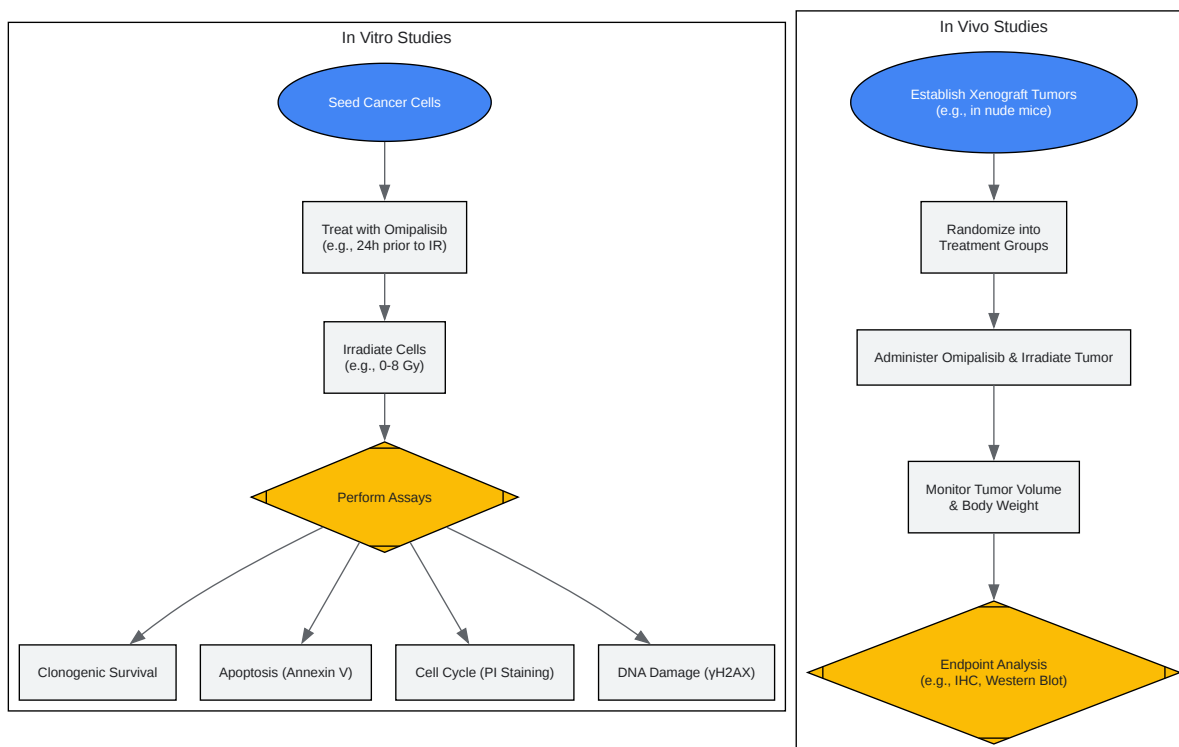 In Vitro Studies
Seed Cancer Cells
Treat with Omipalisib
(e.g., 24h prior to IR)
Irradiate Cells
(e.g., 0-8 Gy)
Perform Assays
Clonogenic Survival
Apoptosis (Annexin V)
Cell Cycle (PI Staining)
DNA Damage (γH2AX)
In Vivo Studies
Establish Xenograft Tumors
(e.g., in nude mice)
Randomize into
Treatment Groups
Administer Omipalisib & Irradiate Tumor
Monitor Tumor Volume
& Body Weight
Endpoint Analysis
(e.g., IHC, Western Blot)